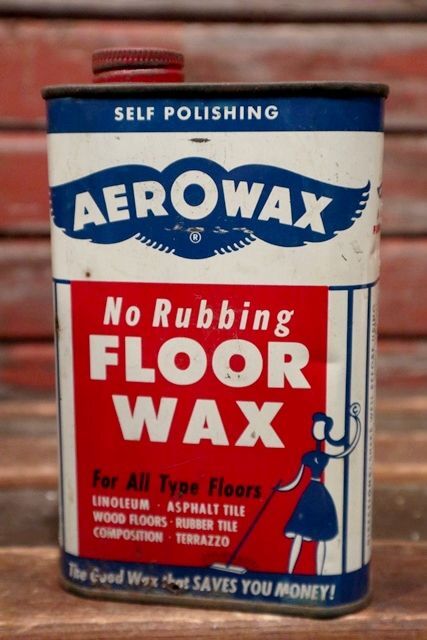 SELF POLISHING
AEROWAX
®
No Rubbing
FLOOR
WAX
For All Type Floors
LINOLEUM · ASPHALT TILE
WOOD FLOORS · RUBBER TILE
COMPOSITION · TERRAZZO
The Good Wax that SAVES YOU MONEY!